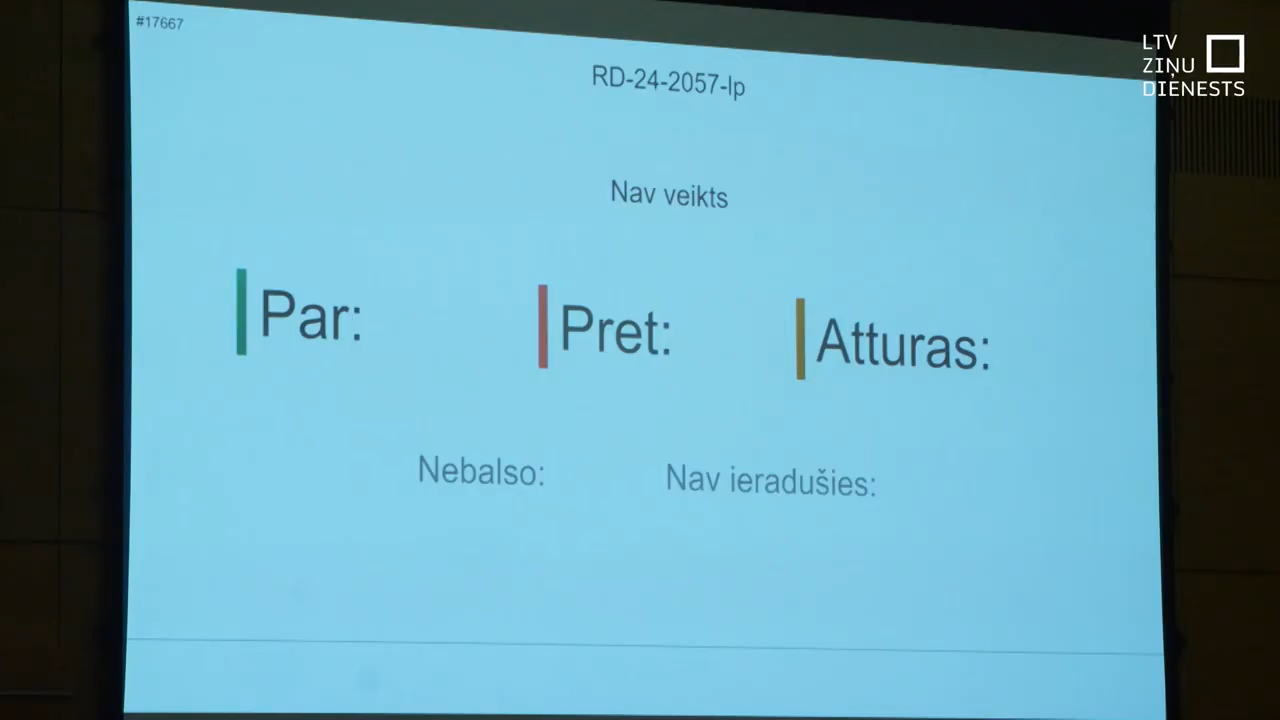 #17667
LTV
ZIŅU
DIENESTS
RD-24-2057-lp
Nav veikts
Par:
Pret:
Atturas:
Nebalso:
Nav ieradušies: